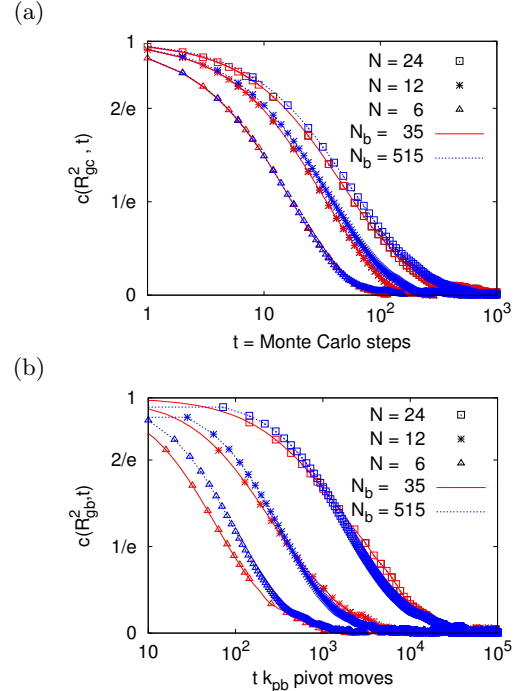 (a)
1
2/e
1/e
0
c(R²gc , t)
N = 24
N = 12
N = 6
Nb = 35
Nb = 515
1 10 10² 10³
t = Monte Carlo steps
(b)
1
2/e
1/e
0
c(R²gb,t)
N = 24
N = 12
N = 6
Nb = 35
Nb = 515
10 10² 10³ 10⁴ 10⁵
t kpb pivot moves